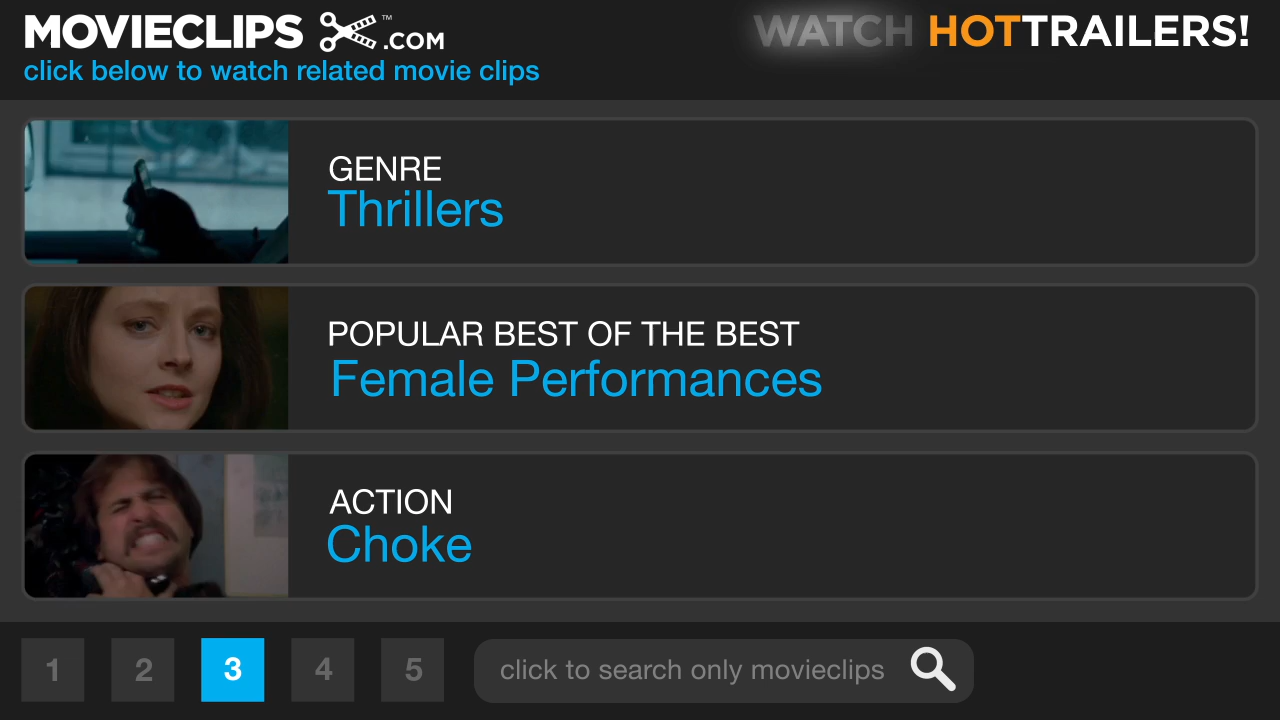 MOVIECLIPS ™ .COM
WATCH HOTTRAILERS!
click below to watch related movie clips
GENRE
Thrillers
POPULAR BEST OF THE BEST
Female Performances
ACTION
Choke
1 2 3 4 5 click to search only movieclips